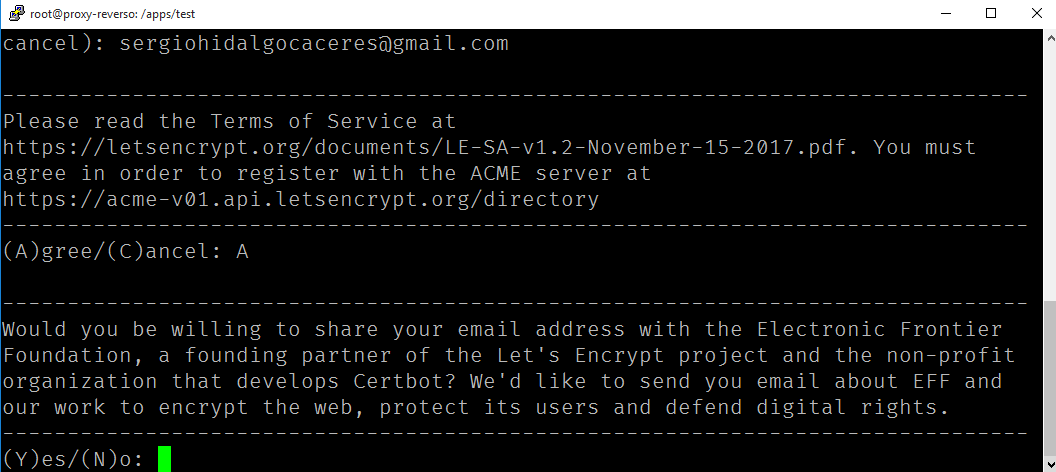 root@proxy-reverso: /apps/test
cancel): sergiohidalgocaceres@gmail.com
-------------------------------------------------------------------------------
Please read the Terms of Service at
https://letsencrypt.org/documents/LE-SA-v1.2-November-15-2017.pdf. You must
agree in order to register with the ACME server at
https://acme-v01.api.letsencrypt.org/directory
-------------------------------------------------------------------------------
(A)gree/(C)ancel: A
-------------------------------------------------------------------------------
Would you be willing to share your email address with the Electronic Frontier
Foundation, a founding partner of the Let's Encrypt project and the non-profit
organization that develops Certbot? We'd like to send you email about EFF and
our work to encrypt the web, protect its users and defend digital rights.
-------------------------------------------------------------------------------
(Y)es/(N)o: